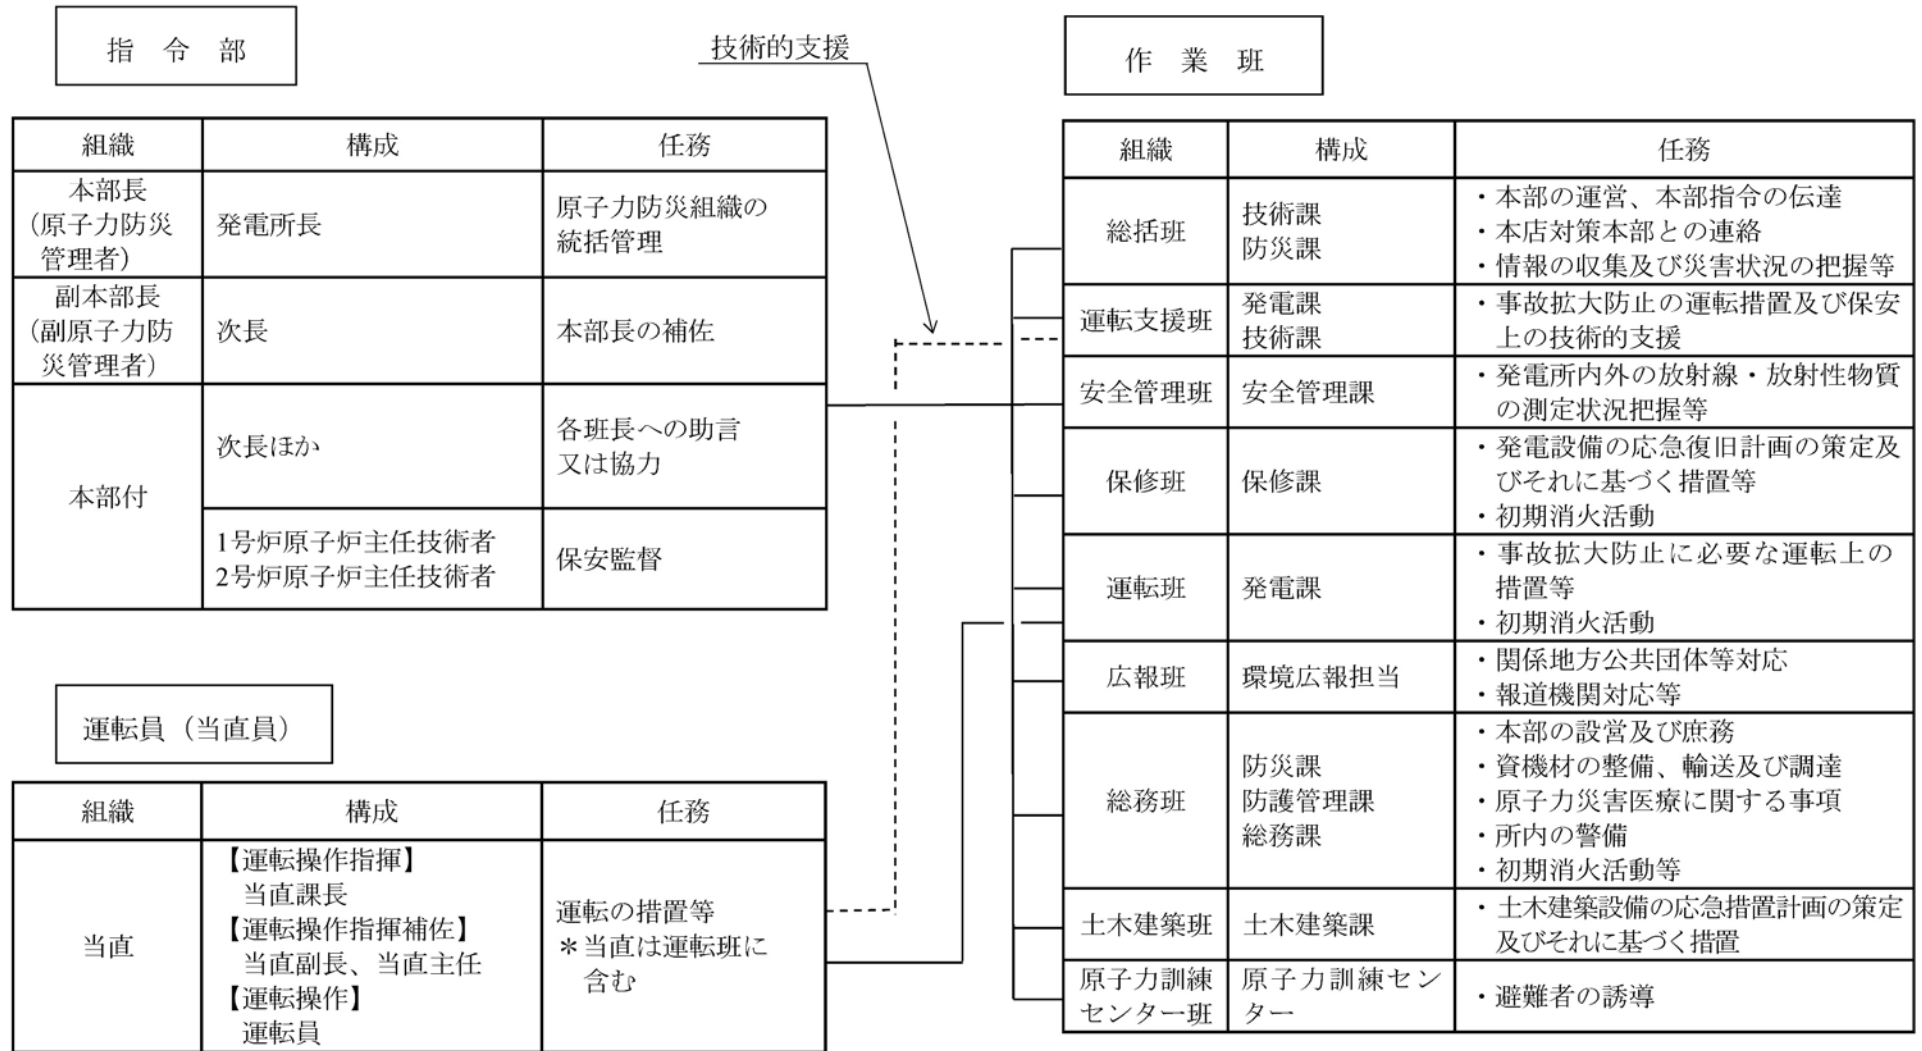 指 令 部
組織 構成 任務
本部長
（原子力防災
管理者）
発電所長
原子力防災組織の
統括管理
副本部長
（副原子力防
災管理者）
次長
本部長の補佐
本部付
次長ほか
各班長への助言
又は協力
1号炉原子炉主任技術者
2号炉原子炉主任技術者
保安監督
技術的支援
運転員（当直員）
組織 構成 任務
当直
【運転操作指揮】
当直課長
【運転操作指揮補佐】
当直副長、当直主任
【運転操作】
運転員
運転の措置等
＊当直は運転班に
含む
作 業 班
組織 構成 任務
総括班
技術課
防災課
・本部の運営、本部指令の伝達
・本店対策本部との連絡
・情報の収集及び災害状況の把握等
運転支援班
発電課
技術課
・事故拡大防止の運転措置及び保安
上の技術的支援
安全管理班
安全管理課
・発電所内外の放射線・放射性物質
の測定状況把握等
保修班
保修課
・発電設備の応急復旧計画の策定及
びそれに基づく措置等
・初期消火活動
運転班
発電課
・事故拡大防止に必要な運転上の
措置等
・初期消火活動
広報班
環境広報担当
・関係地方公共団体等対応
・報道機関対応等
総務班
防災課
防護管理課
総務課
・本部の設営及び庶務
・資機材の整備、輸送及び調達
・原子力災害医療に関する事項
・所内の警備
・初期消火活動等
土木建築班
土木建築課
・土木建築設備の応急措置計画の策定
及びそれに基づく措置
原子力訓練
センター班
原子力訓練セン
ター
・避難者の誘導